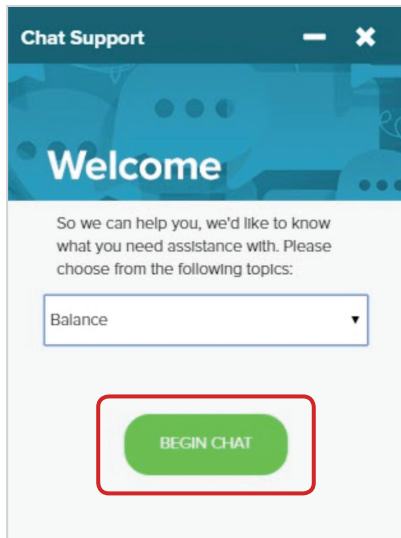 Chat Support
Welcome
So we can help you, we'd like to know
what you need assistance with. Please
choose from the following topics:
Balance
BEGIN CHAT